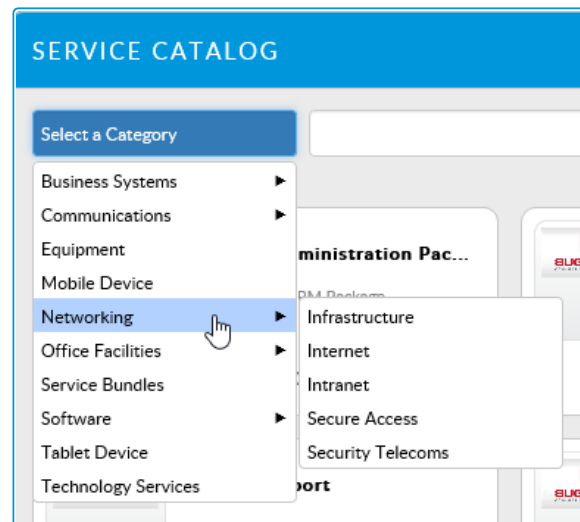 SERVICE CATALOG
Select a Category
Business Systems
Communications
Equipment
ministration Pac...
Mobile Device
Package
Networking
Infrastructure
Office Facilities
Internet
Service Bundles
Intranet
Software
Secure Access
Tablet Device
Security Telecoms
Technology Services
port